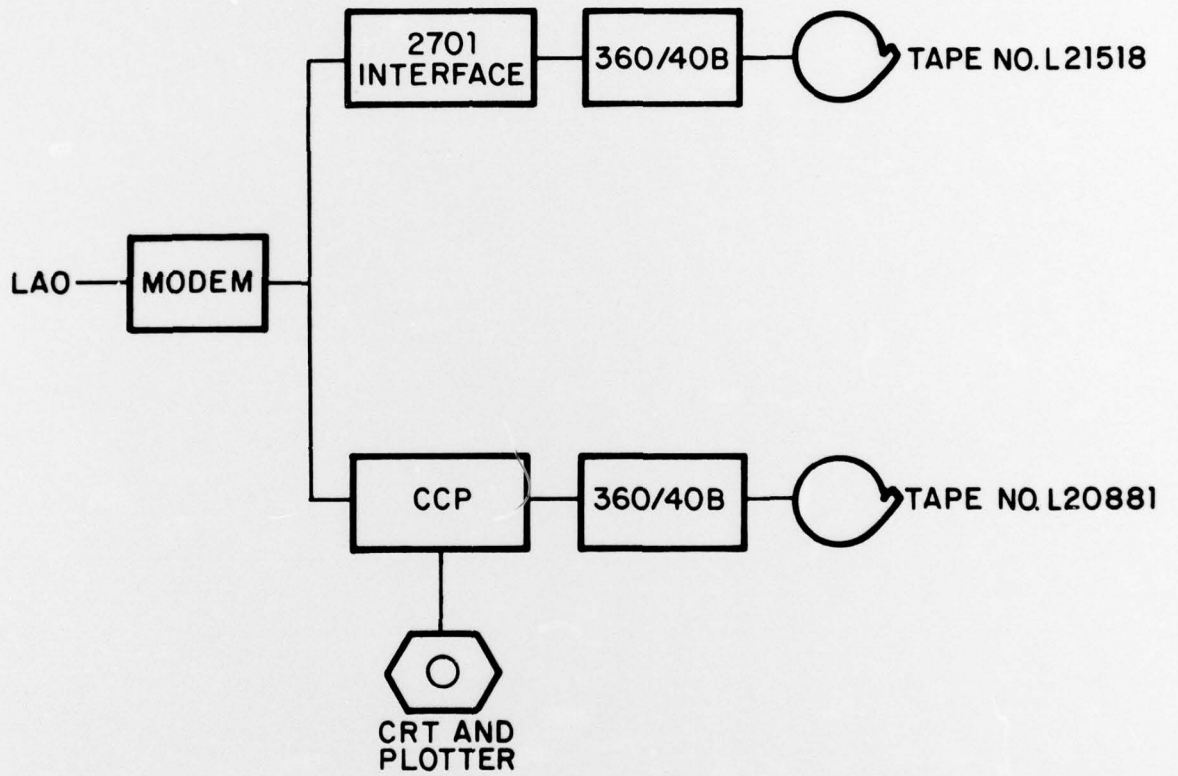 2701
INTERFACE
360/40B
TAPE NO. L21518
LAO
MODEM
CCP
360/40B
TAPE NO. L20881
CRT AND
PLOTTER